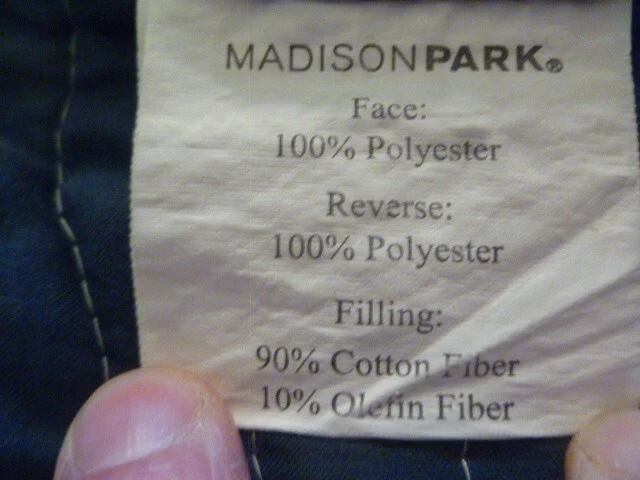 MADISONPARK®
Face:
100% Polyester
Reverse:
100% Polyester
Filling:
90% Cotton Fiber
10% Olefin Fiber